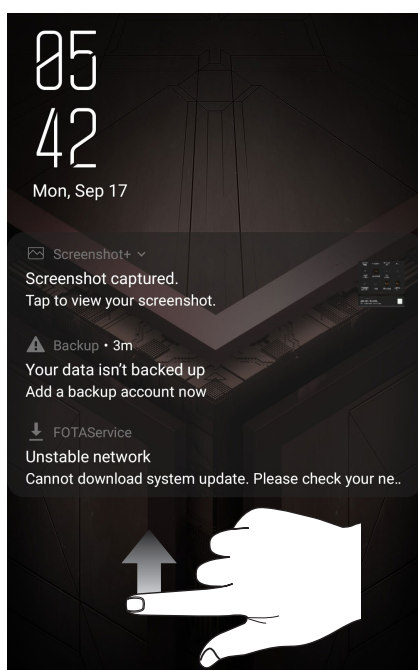 05
42
Mon, Sep 17
Screenshot+
Screenshot captured.
Tap to view your screenshot.
Backup • 3m
Your data isn't backed up
Add a backup account now
FOTAService
Unstable network
Cannot download system update. Please check your ne..